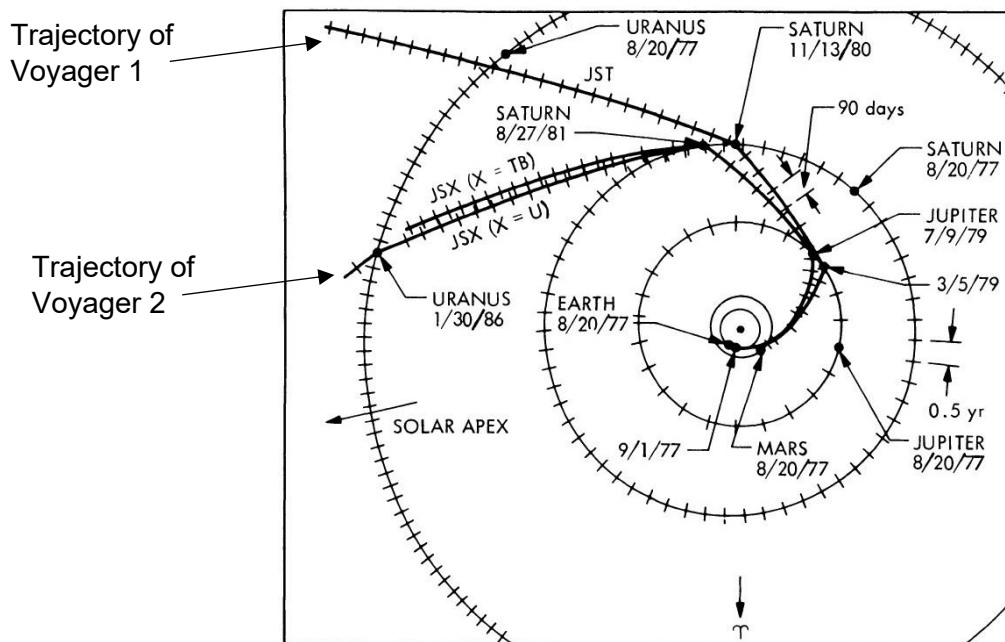 Trajectory of
Voyager 1
URANUS
8/20/77
SATURN
11/13/80
JST
90 days
SATURN
8/27/81
SATURN
8/20/77
JSX (X = TB)
JSX (X = U)
JUPITER
7/9/79
Trajectory of
Voyager 2
URANUS
1/30/86
EARTH
8/20/77
3/5/79
0.5 yr
SOLAR APEX
9/1/77
MARS
8/20/77
JUPITER
8/20/77
♈